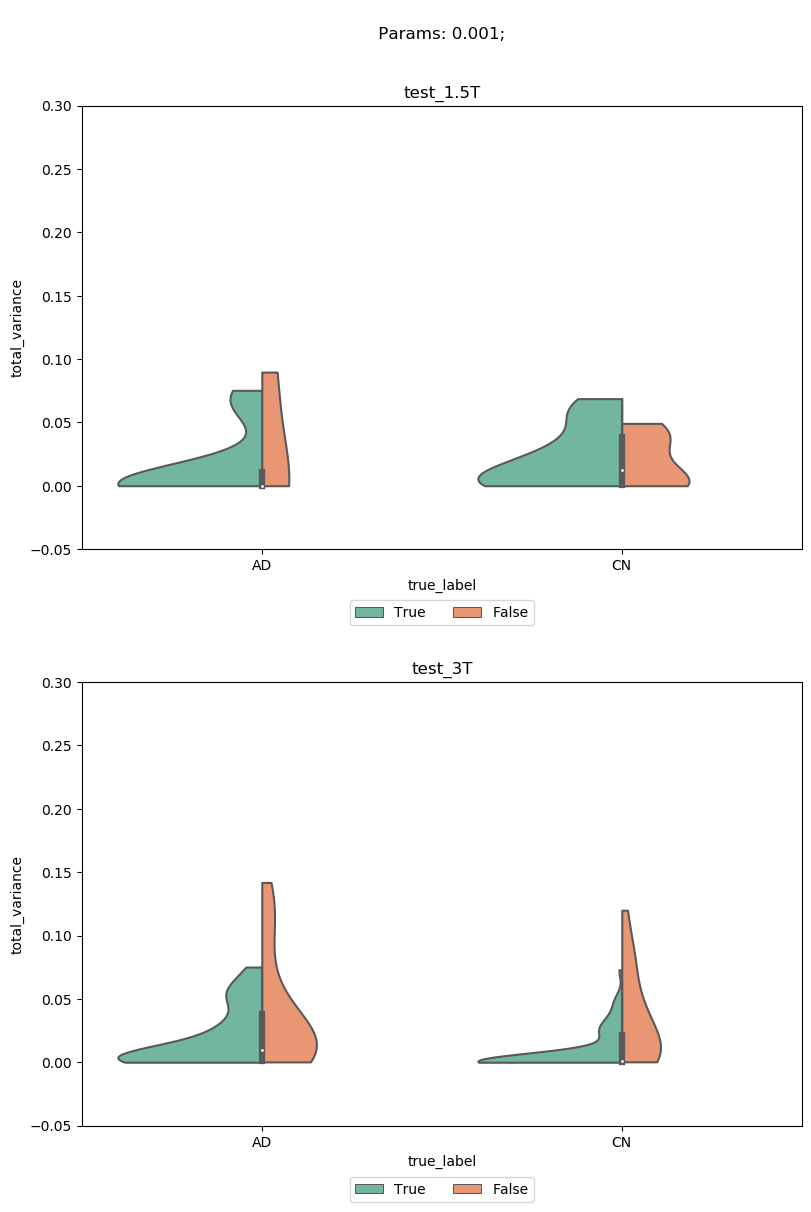 Params: 0.001;
test_1.5T
0.30
0.25
0.20
0.15
0.10
0.05
0.00
−0.05
total_variance
AD CN
true_label
True False
test_3T
0.30
0.25
0.20
0.15
0.10
0.05
0.00
−0.05
total_variance
AD CN
true_label
True False